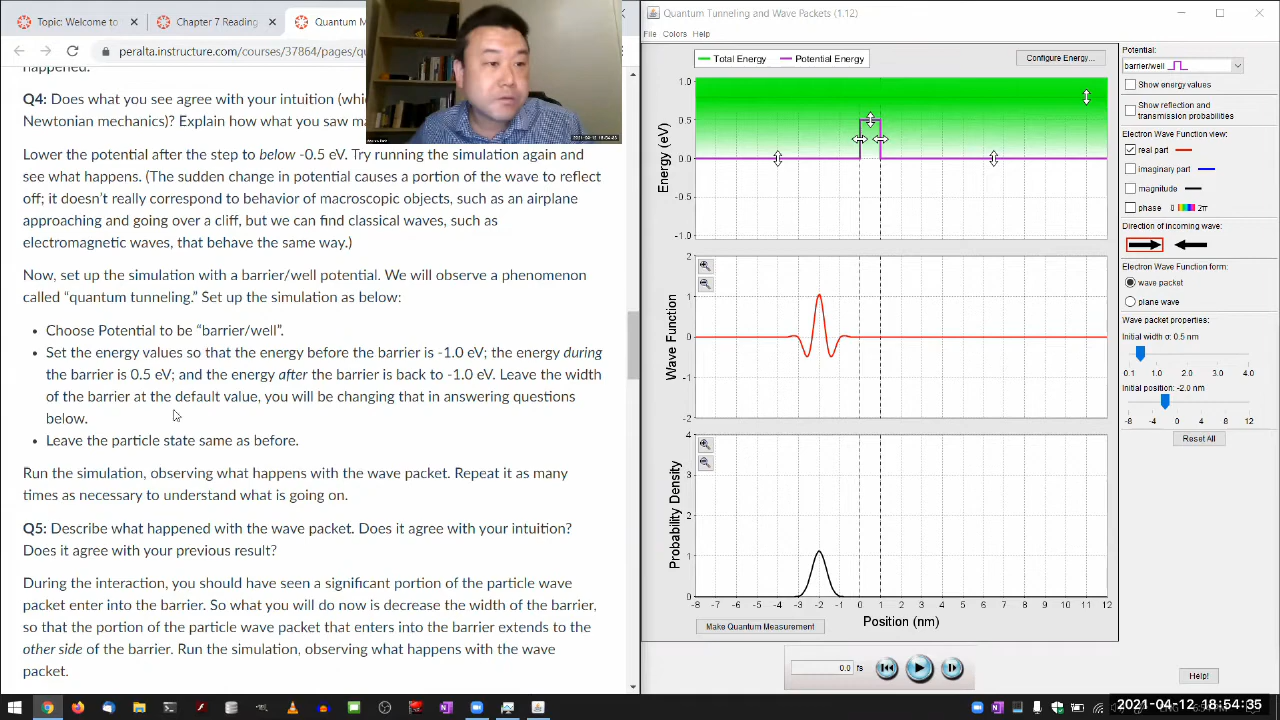 Topic: Welcome to C
Chapter 7 Reading
Quantum M
peralta.instructure.com/courses/37864/pages/qu
happened.
Q4: Does what you see agree with your intuition (whic
Newtonian mechanics)? Explain how what you saw ma
Lower the potential after the step to below -0.5 eV. Try running the simulation again and
see what happens. (The sudden change in potential causes a portion of the wave to reflect
off; it doesn't really correspond to behavior of macroscopic objects, such as an airplane
approaching and going over a cliff, but we can find classical waves, such as
electromagnetic waves, that behave the same way.)
Now, set up the simulation with a barrier/well potential. We will observe a phenomenon
called "quantum tunneling." Set up the simulation as below:
• Choose Potential to be "barrier/well".
• Set the energy values so that the energy before the barrier is -1.0 eV; the energy during
the barrier is 0.5 eV; and the energy after the barrier is back to -1.0 eV. Leave the width
of the barrier at the default value, you will be changing that in answering questions
below.
• Leave the particle state same as before.
Run the simulation, observing what happens with the wave packet. Repeat it as many
times as necessary to understand what is going on.
Q5: Describe what happened with the wave packet. Does it agree with your intuition?
Does it agree with your previous result?
During the interaction, you should have seen a significant portion of the particle wave
packet enter into the barrier. So what you will do now is decrease the width of the barrier,
so that the portion of the particle wave packet that enters into the barrier extends to the
other side of the barrier. Run the simulation, observing what happens with the wave
packet.
2021-04-12 18:54:35
Quantum Tunneling and Wave Packets (1.12)
File Colors Help
Total Energy Potential Energy
Configure Energy...
Energy (eV)
1.0
0.5
0.0
-0.5
-1.0
Wave Function
2
1
0
-1
-2
Probability Density
4
3
2
1
0
-8 -7 -6 -5 -4 -3 -2 -1 0 1 2 3 4 5 6 7 8 9 10 11 12
Position (nm)
Make Quantum Measurement
0.0 fs
Potential:
barrier/well
Show energy values
Show reflection and
transmission probabilities
Electron Wave Function view:
real part
imaginary part
magnitude
phase 0 2π
Direction of incoming wave:
Electron Wave Function form:
wave packet
plane wave
Wave packet properties:
Initial width σ: 0.5 nm
0.1 1.0 2.0 3.0 4.0
Initial position: -2.0 nm
-8 -4 0 4 8 12
Reset All
Help!
2021-04-12 18:54:35